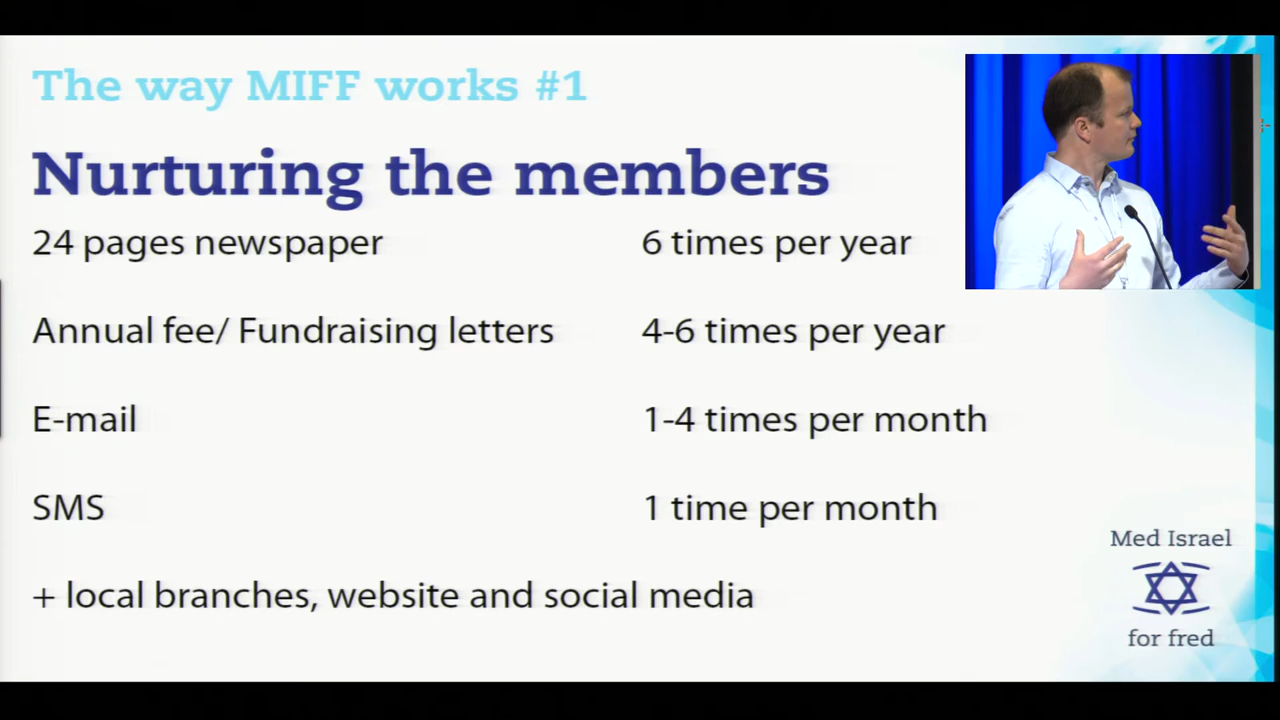 The way MIFF works #1
Nurturing the members
24 pages newspaper 6 times per year
Annual fee/ Fundraising letters 4-6 times per year
E-mail 1-4 times per month
SMS 1 time per month
+ local branches, website and social media
Med Israel
for fred